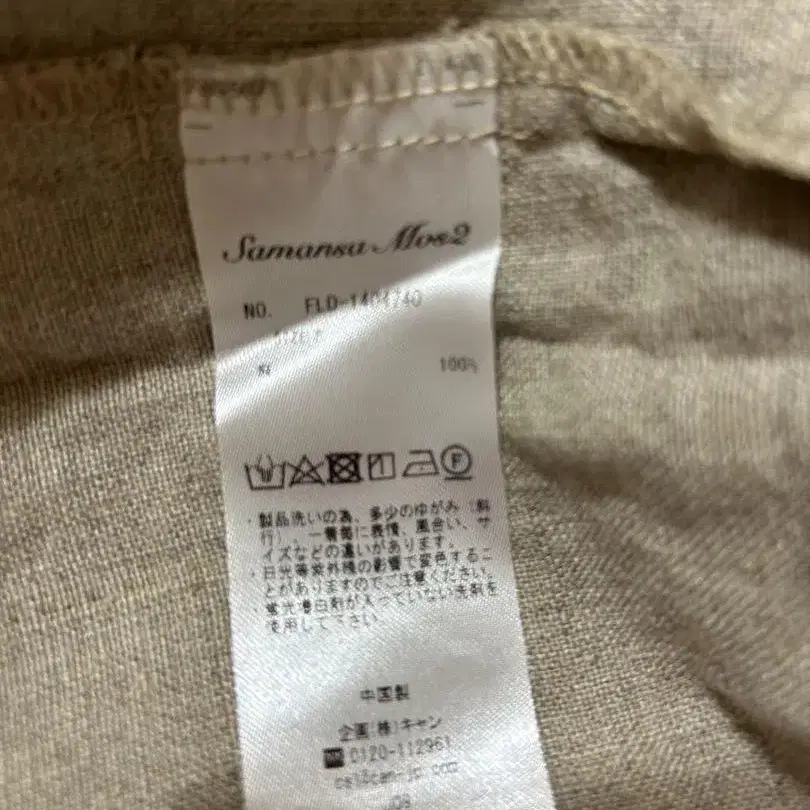 Samansa Mos2
NO. FLD-1404740
100%
F
・製品洗いの為、多少のゆがみ（斜
行）、一着毎に表情、風合い、サ
イズなどの違いがあります。
・日光等紫外線の影響で変色するこ
とがありますのでご注意ください。
・蛍光増白剤が入っていない洗剤を
使用して下さい。
中国製
企画(株)キャン
0120-112961